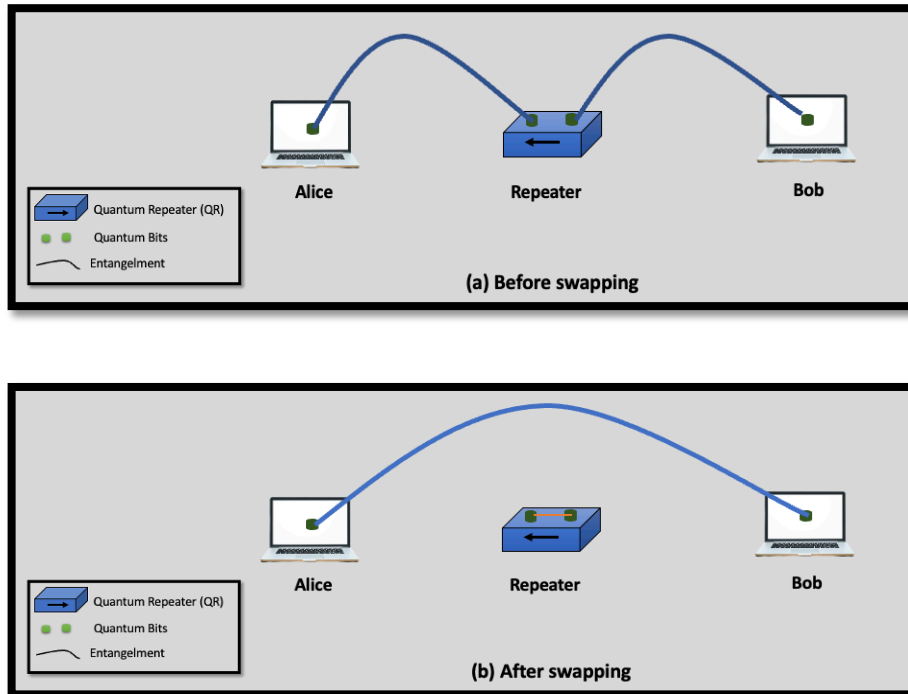 Alice
Repeater
Bob
Quantum Repeater (QR)
Quantum Bits
Entangelment
(a) Before swapping
Alice
Repeater
Bob
Quantum Repeater (QR)
Quantum Bits
Entangelment
(b) After swapping